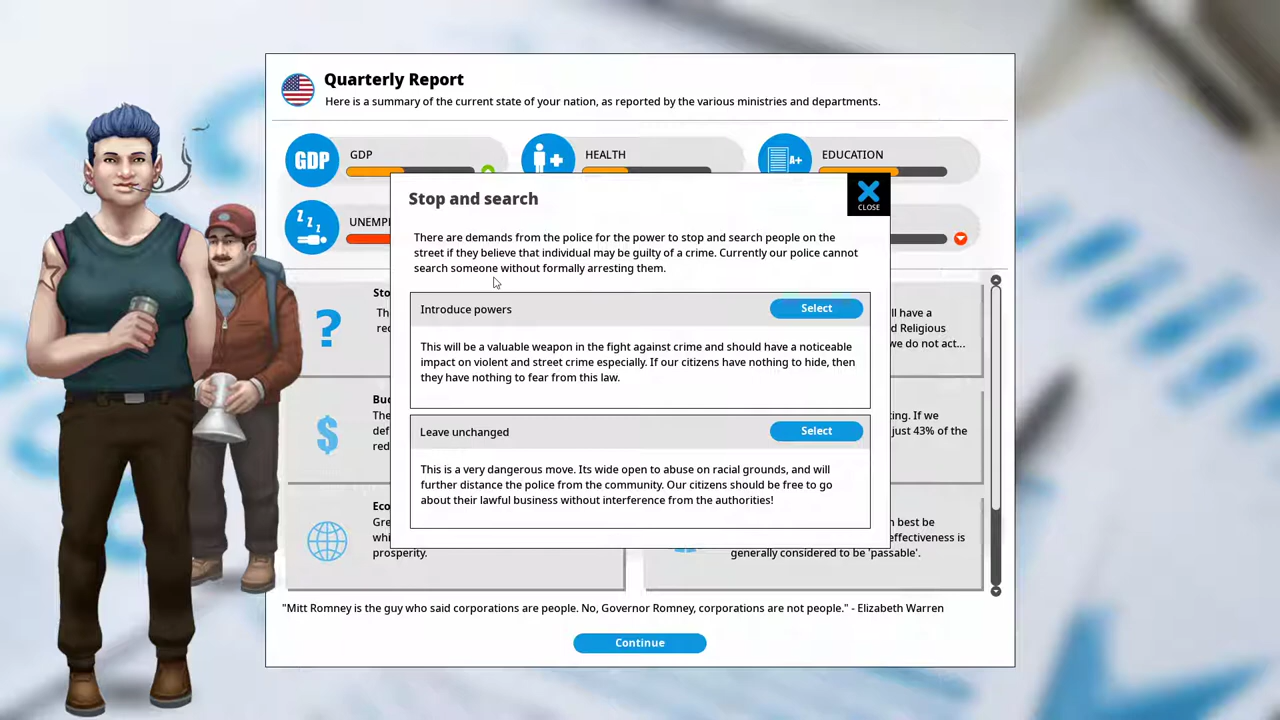 Quarterly Report
Here is a summary of the current state of your nation, as reported by the various ministries and departments.
GDP
GDP
HEALTH
A+
EDUCATION
Z Z Z
Stop and search
CLOSE
There are demands from the police for the power to stop and search people on the
street if they believe that individual may be guilty of a crime. Currently our police cannot
search someone without formally arresting them.
Introduce powers
Select
This will be a valuable weapon in the fight against crime and should have a noticeable
impact on violent and street crime especially. If our citizens have nothing to hide, then
they have nothing to fear from this law.
Leave unchanged
Select
This is a very dangerous move. Its wide open to abuse on racial grounds, and will
further distance the police from the community. Our citizens should be free to go
about their lawful business without interference from the authorities!
?
$
ll have a
d Religious
we do not act...
ting. If we
just 43% of the
prosperity.
best be
effectiveness is
generally considered to be 'passable'.
"Mitt Romney is the guy who said corporations are people. No, Governor Romney, corporations are not people." - Elizabeth Warren
Continue